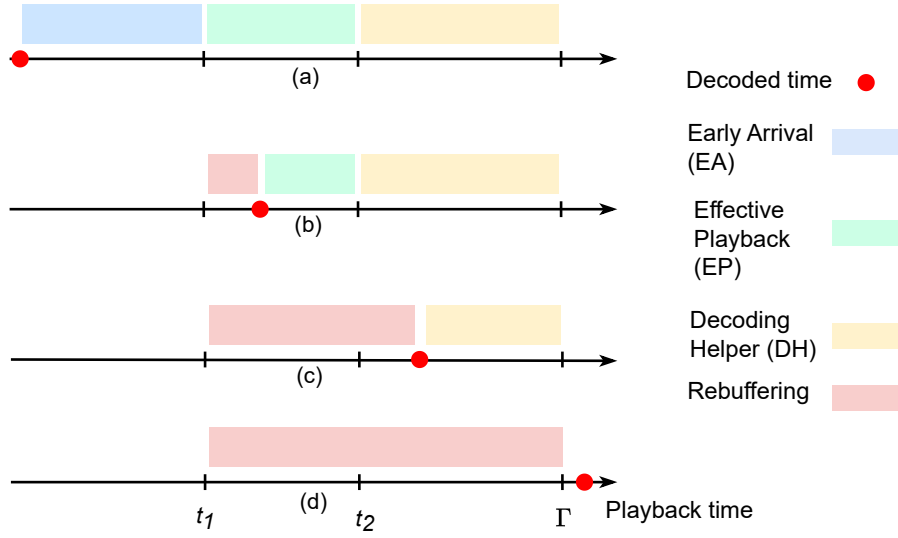 (a)
(b)
(c)
(d)
t1
t2
Γ
Playback time
Decoded time
Early Arrival
(EA)
Effective
Playback
(EP)
Decoding
Helper (DH)
Rebuffering